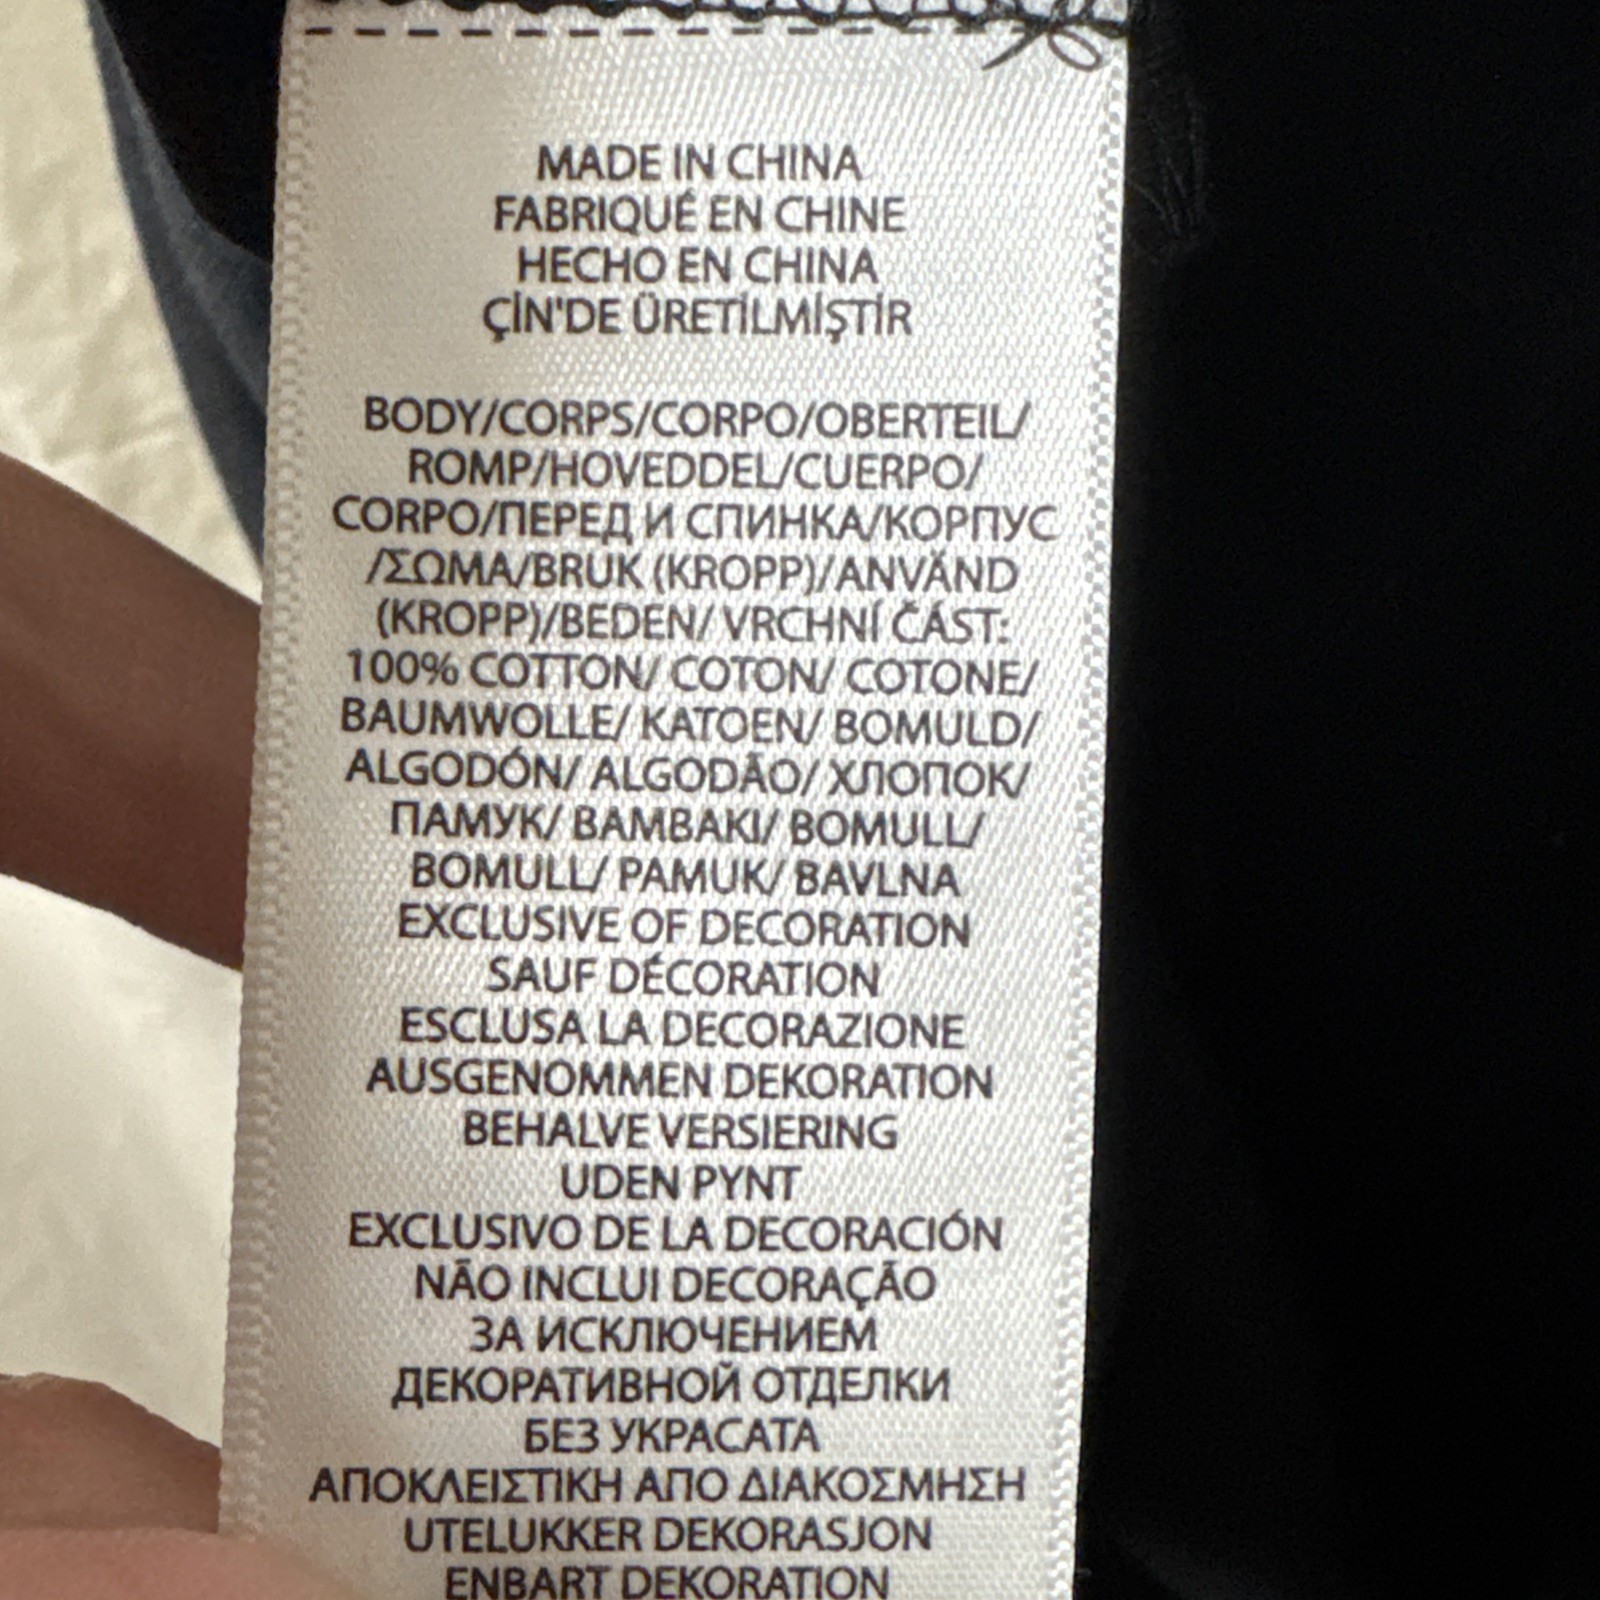 MADE IN CHINA
FABRIQUÉ EN CHINE
HECHO EN CHINA
ÇİN'DE ÜRETİLMİŞTİR
BODY/CORPS/CORPO/OBERTEIL/
ROMP/HOVEDDEL/CUERPO/
CORPO/ПЕРЕД И СПИНКА/КОРПУС
/ΣΩΜΑ/BRUK (KROPP)/ANVÄND
(KROPP)/BEDEN/ VRCHNÍ ČÁST:
100% COTTON/ COTON/ COTONE/
BAUMWOLLE/ KATOEN/ BOMULD/
ALGODÓN/ ALGODÃO/ ХЛОПОК/
ПАМУК/ BAMBAKI/ BOMULL/
BOMULL/ PAMUK/ BAVLNA
EXCLUSIVE OF DECORATION
SAUF DÉCORATION
ESCLUSA LA DECORAZIONE
AUSGENOMMEN DEKORATION
BEHALVE VERSIERING
UDEN PYNT
EXCLUSIVO DE LA DECORACIÓN
NÃO INCLUI DECORAÇÃO
ЗА ИСКЛЮЧЕНИЕМ
ДЕКОРАТИВНОЙ ОТДЕЛКИ
БЕЗ УКРАСАТА
ΑΠΟΚΛΕΙΣΤΙΚΗ ΑΠΟ ΔΙΑΚΟΣΜΗΣΗ
UTELUKKER DEKORASJON
ENBART DEKORATION